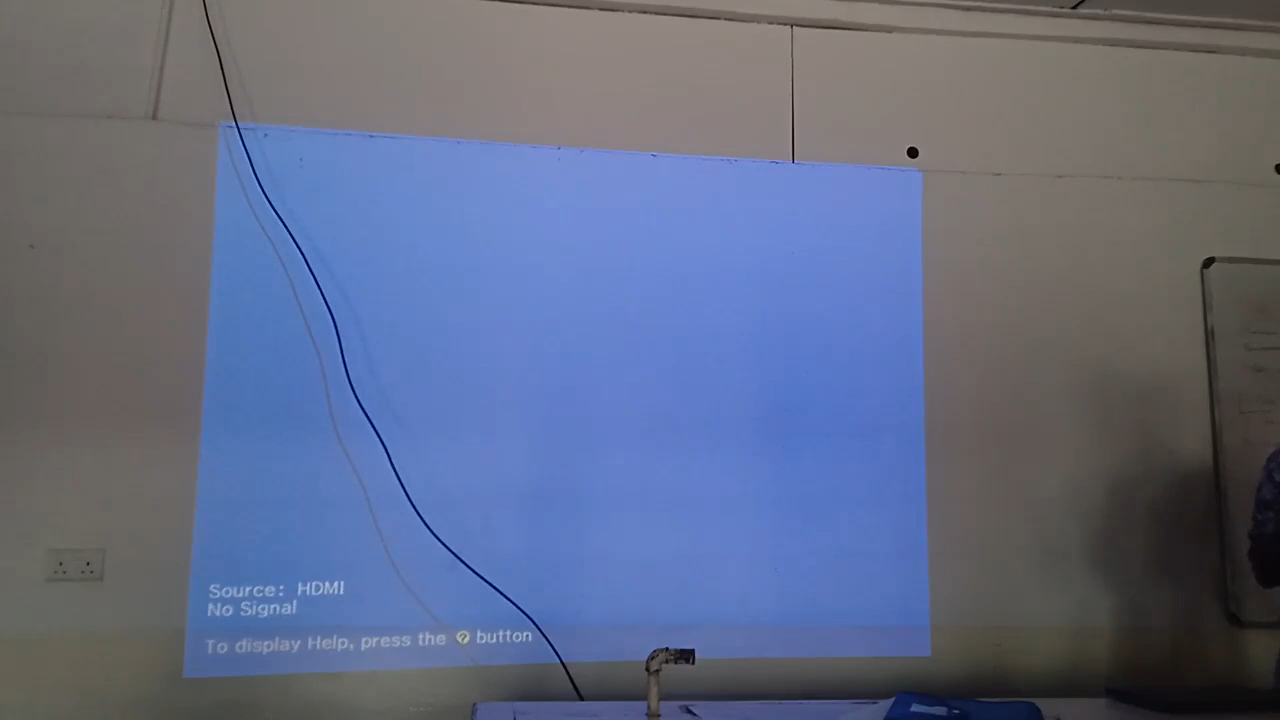 Source: HDMI
No Signal
To display Help, press the ? button